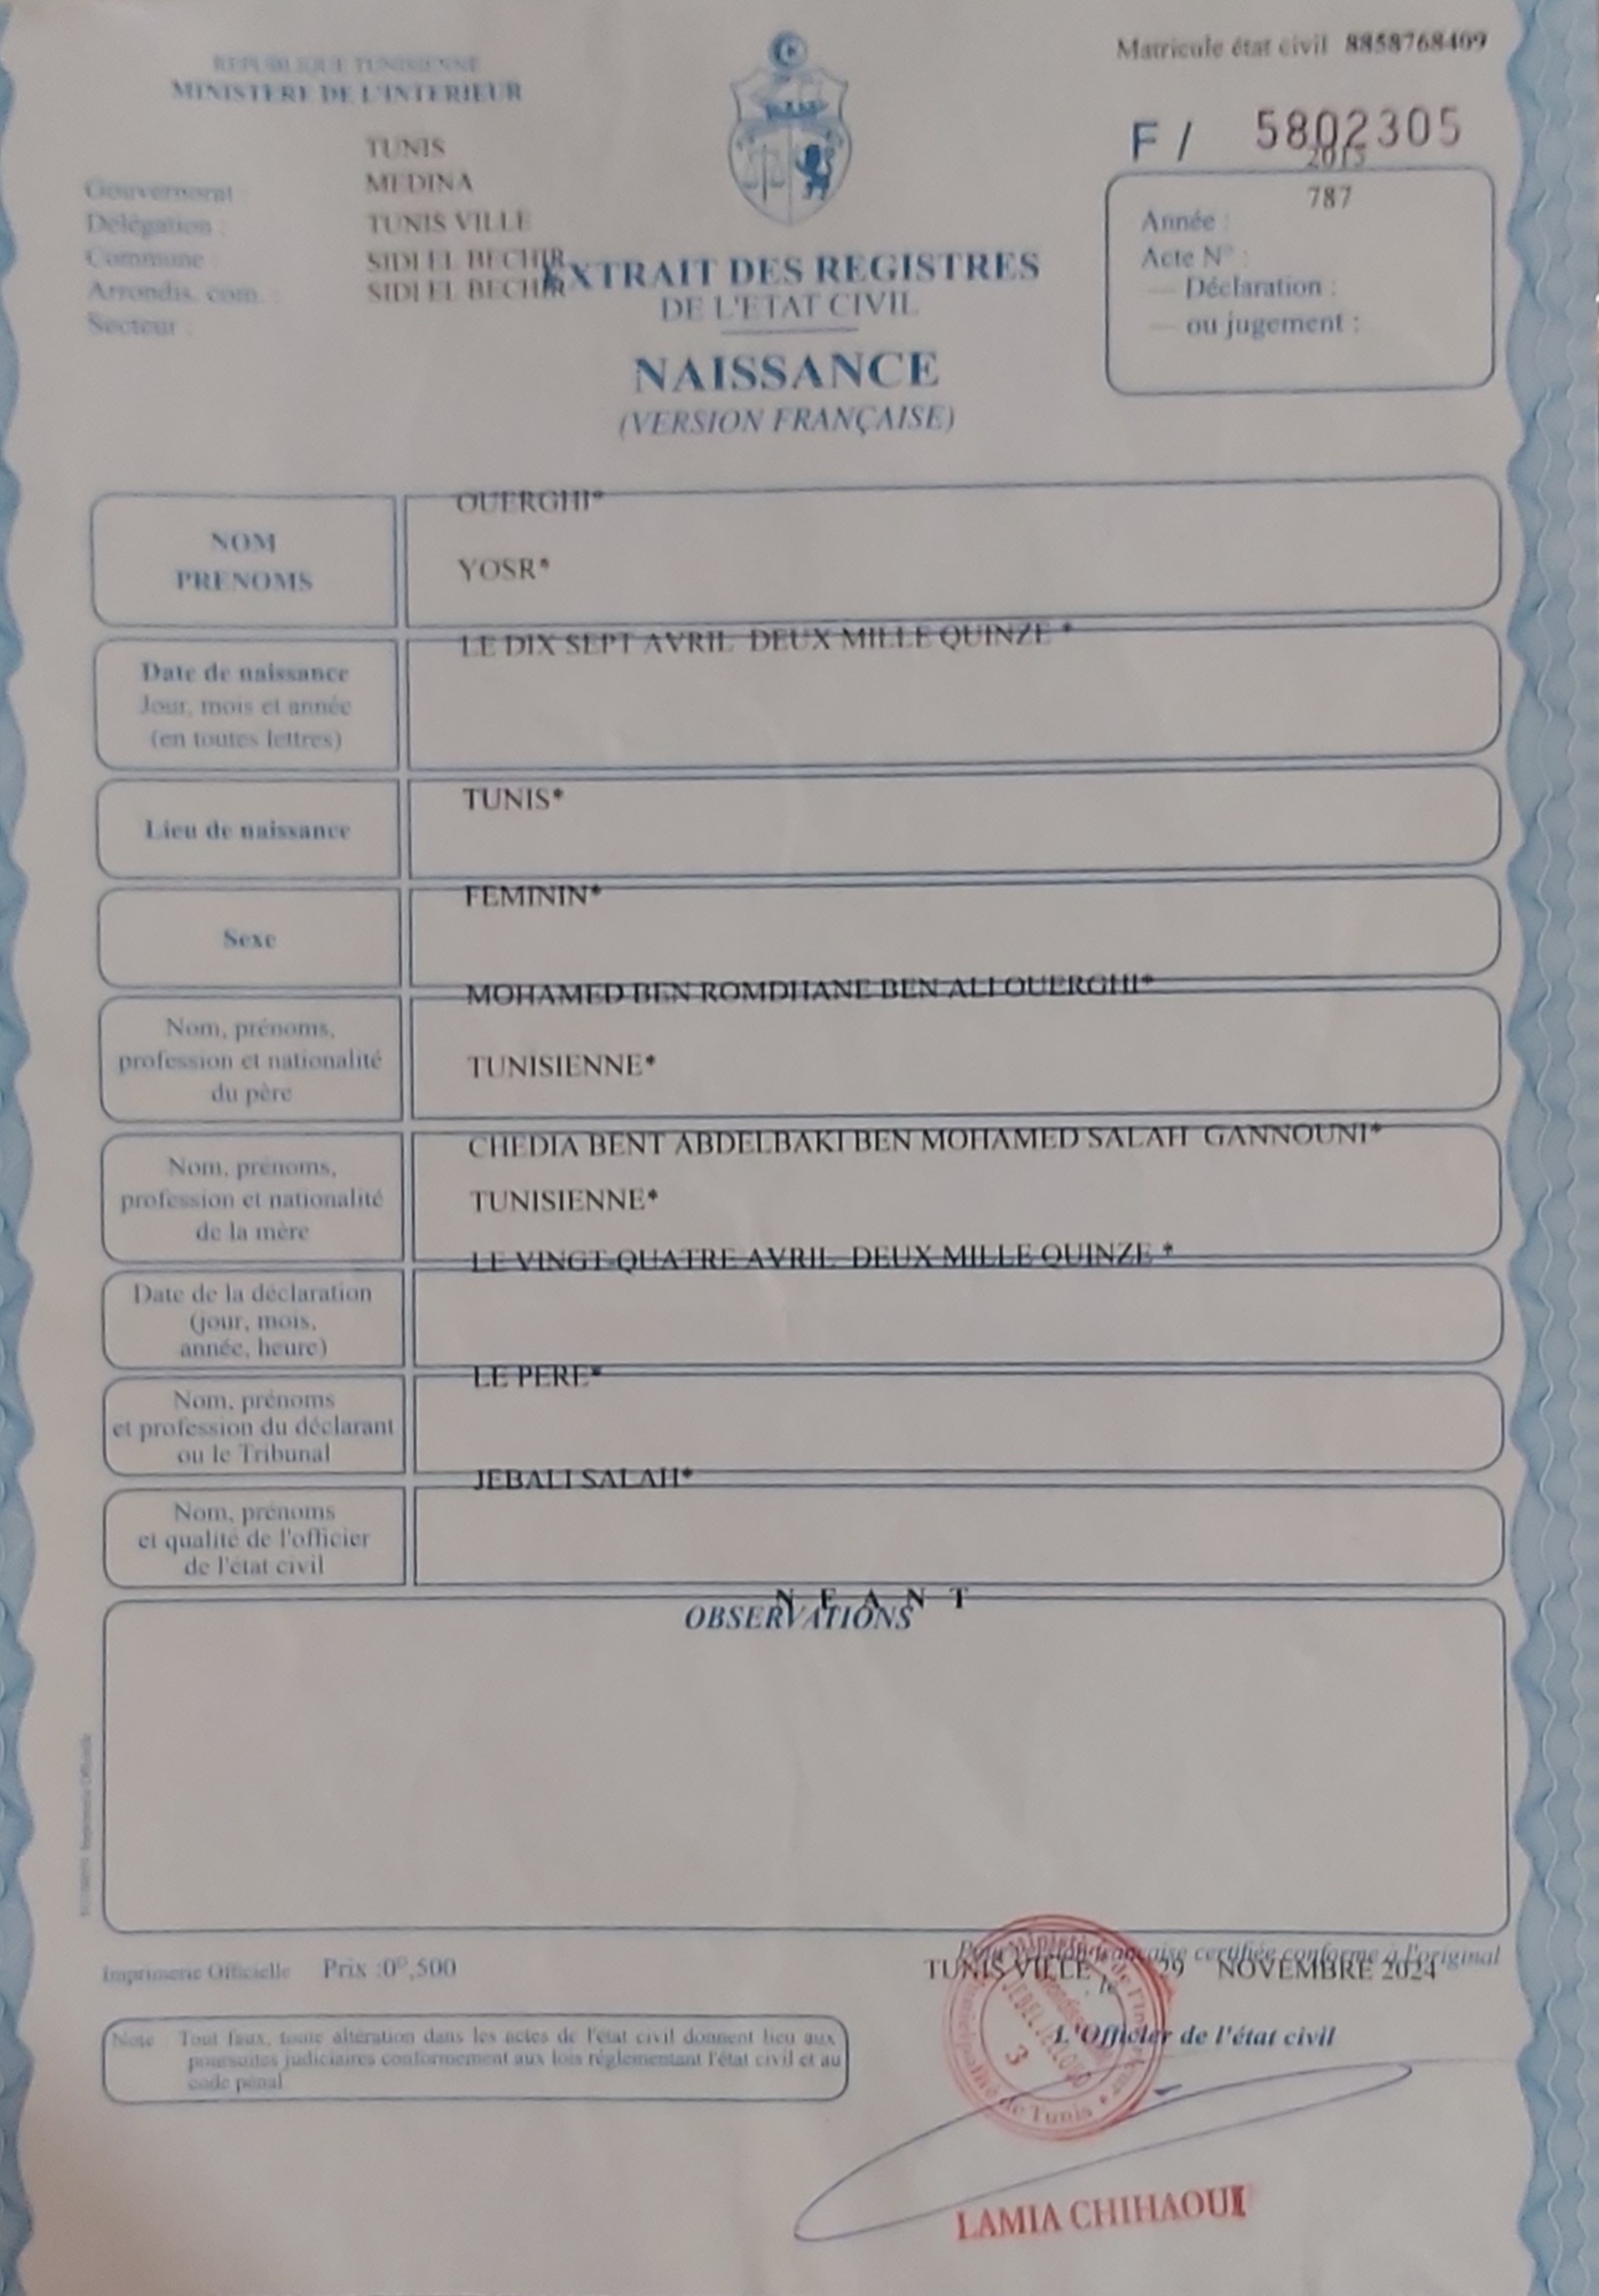 REPUBLIQUE TUNISIENNE
MINISTERE DE L'INTERIEUR
Matricule état civil 8858768409
F / 5802305
TUNIS
MEDINA
TUNIS VILLE
SIDI EL BECHIR
SIDI EL BECHIR
Gouvernorat :
Délégation :
Commune :
Arrondis. com. :
Secteur :
2015
787
Année :
Acte N° :
— Déclaration :
— ou jugement :
EXTRAIT DES REGISTRES
DE L'ETAT CIVIL
NAISSANCE
(VERSION FRANÇAISE)
NOM
PRENOMS
OUERGHI*
YOSR*
LE DIX SEPT AVRIL DEUX MILLE QUINZE *
Date de naissance
Jour, mois et année
(en toutes lettres)
TUNIS*
Lieu de naissance
FEMININ*
Sexe
MOHAMED BEN ROMDHANE BEN ALI OUERGHI*
Nom, prénoms,
profession et nationalité
du père
TUNISIENNE*
CHEDIA BENT ABDELBAKI BEN MOHAMED SALAH GANNOUNI*
Nom, prénoms,
profession et nationalité
de la mère
TUNISIENNE*
LE VINGT QUATRE AVRIL DEUX MILLE QUINZE *
Date de la déclaration
(jour, mois,
année, heure)
LE PERE*
Nom, prénoms
et profession du déclarant
ou le Tribunal
JEBALI SALAH*
Nom, prénoms
et qualité de l'officier
de l'état civil
N E A N T
OBSERVATIONS
Imprimerie Officielle Prix :0ᴰ,500
Pour version française certifiée conforme à l'original
TUNIS VILLE le 29 NOVEMBRE 2024
L'Officier de l'état civil
Note : Tout faux, toute altération dans les actes de l'état civil donnent lieu aux
poursuites judiciaires conformement aux lois réglementant l'état civil et au
code pénal
3
Municipalité de Tunis
LAMIA CHIHAOUI